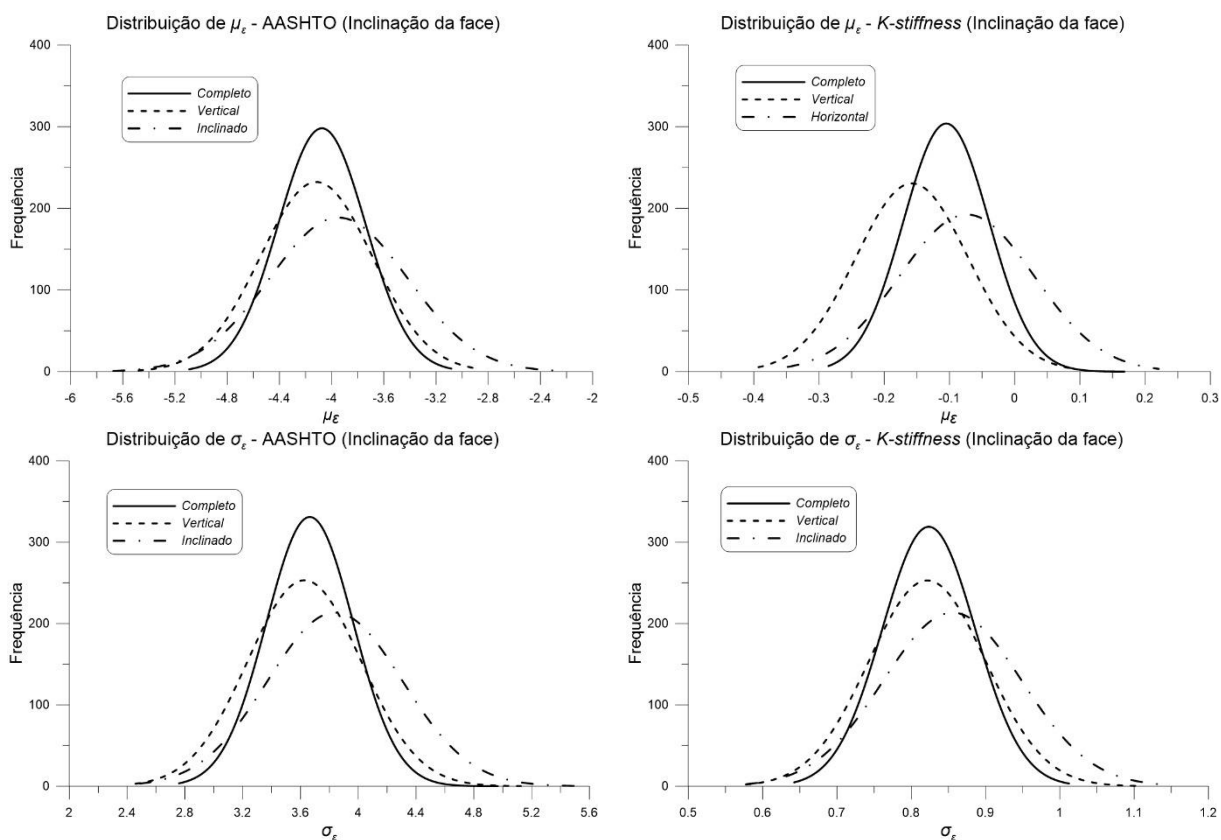 Distribuição de με - AASHTO (Inclinação da face)
400
300
200
100
0
Frequência
Completo
Vertical
Inclinado
-6 -5.6 -5.2 -4.8 -4.4 -4 -3.6 -3.2 -2.8 -2.4 -2
με
Distribuição de με - K-stiffness (Inclinação da face)
400
300
200
100
0
Frequência
Completo
Vertical
Horizontal
-0.5 -0.4 -0.3 -0.2 -0.1 0 0.1 0.2 0.3
με
Distribuição de σε - AASHTO (Inclinação da face)
400
300
200
100
0
Frequência
Completo
Vertical
Inclinado
2 2.4 2.8 3.2 3.6 4 4.4 4.8 5.2 5.6
σε
Distribuição de σε - K-stiffness (Inclinação da face)
400
300
200
100
0
Frequência
Completo
Vertical
Inclinado
0.5 0.6 0.7 0.8 0.9 1 1.1 1.2
σε